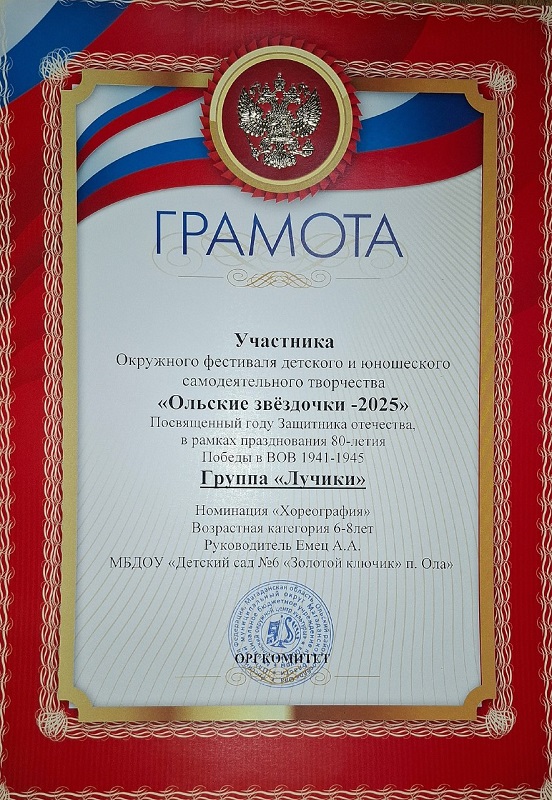 ГРАМОТА
Участника
Окружного фестиваля детского и юношеского
самодеятельного творчества
«Ольские звёздочки -2025»
Посвященный году Защитника отечества,
в рамках празднования 80-летия
Победы в ВОВ 1941-1945
Группа «Лучики»
Номинация «Хореография»
Возрастная категория 6-8лет
Руководитель Емец А.А.
МБДОУ «Детский сад №6 «Золотой ключик» п. Ола»
ОРГКОМИТЕТ